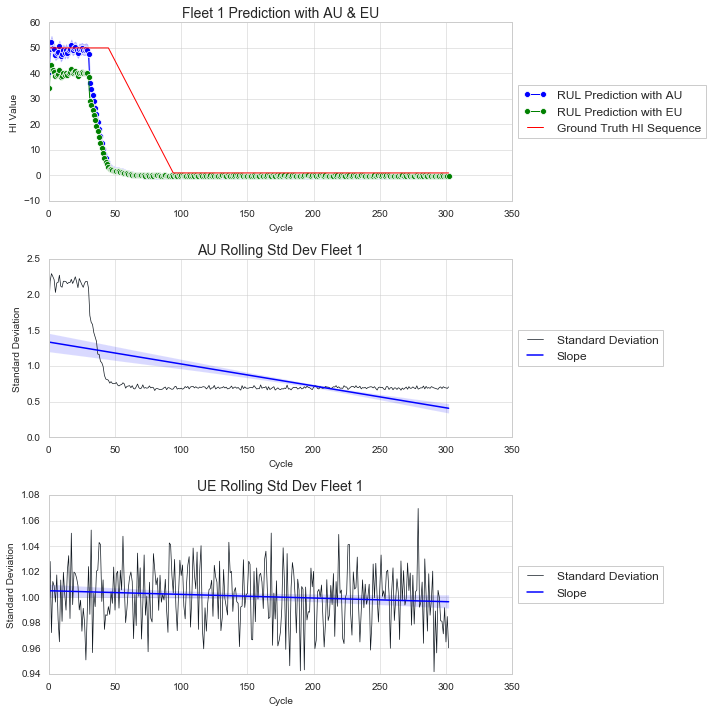 Fleet 1 Prediction with AU & EU
60
50
40
30
20
10
0
−10
HI Value
0 50 100 150 200 250 300 350
Cycle
RUL Prediction with AU
RUL Prediction with EU
Ground Truth HI Sequence
AU Rolling Std Dev Fleet 1
2.5
2.0
1.5
1.0
0.5
0.0
Standard Deviation
0 50 100 150 200 250 300 350
Cycle
Standard Deviation
Slope
UE Rolling Std Dev Fleet 1
1.08
1.06
1.04
1.02
1.00
0.98
0.96
0.94
Standard Deviation
0 50 100 150 200 250 300 350
Cycle
Standard Deviation
Slope